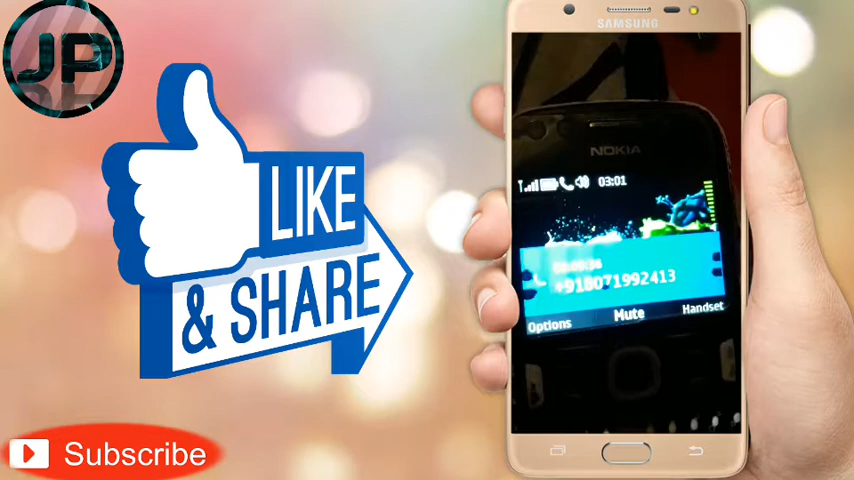 JP
LIKE
& SHARE
Subscribe
SAMSUNG
NOKIA
03:01
+918071992413
Options Mute Handset